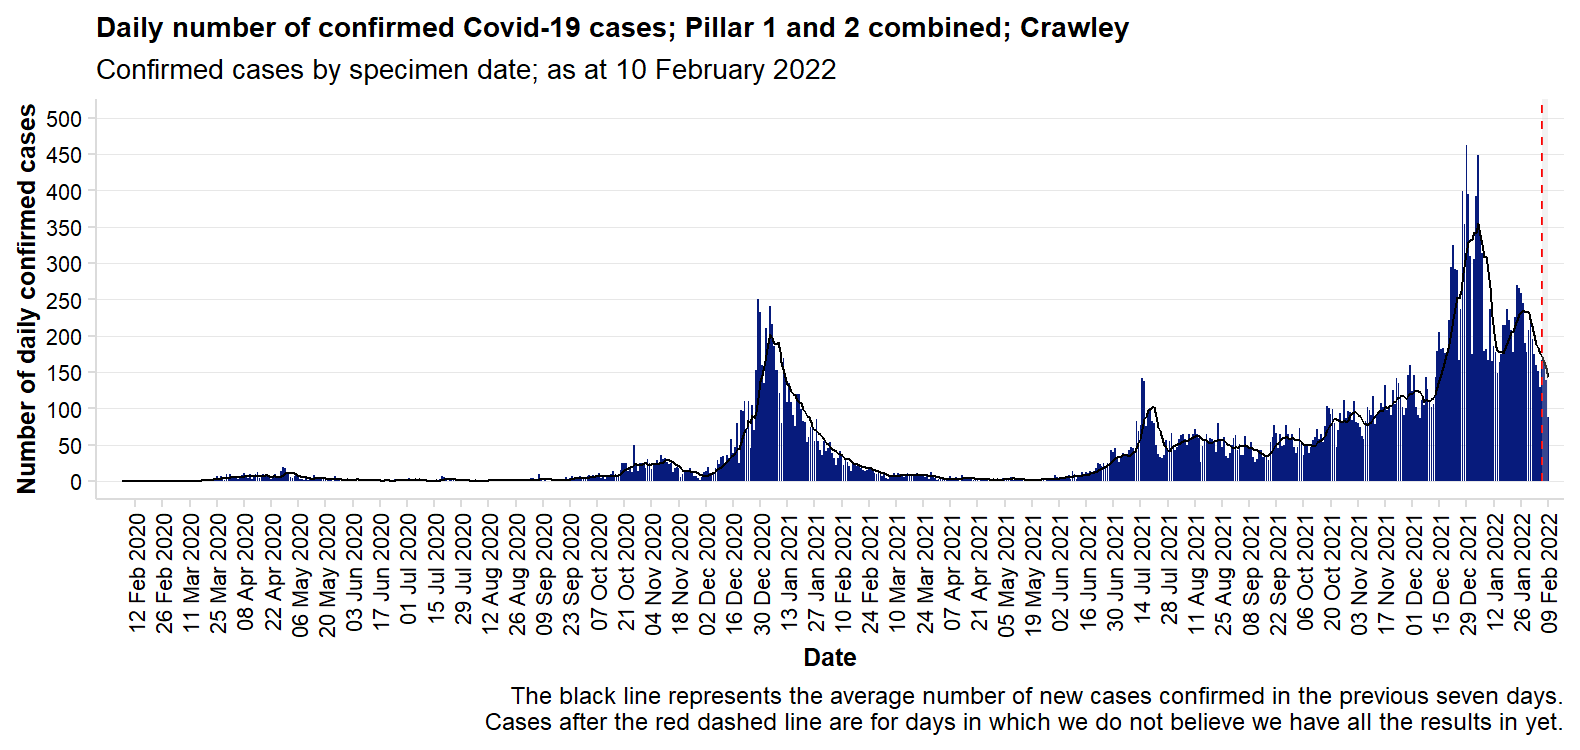 Daily number of confirmed Covid-19 cases; Pillar 1 and 2 combined; Crawley
Confirmed cases by specimen date; as at 10 February 2022
Number of daily confirmed cases
500
450
400
350
300
250
200
150
100
50
0
12 Feb 2020
26 Feb 2020
11 Mar 2020
25 Mar 2020
08 Apr 2020
22 Apr 2020
06 May 2020
20 May 2020
03 Jun 2020
17 Jun 2020
01 Jul 2020
15 Jul 2020
29 Jul 2020
12 Aug 2020
26 Aug 2020
09 Sep 2020
23 Sep 2020
07 Oct 2020
21 Oct 2020
04 Nov 2020
18 Nov 2020
02 Dec 2020
16 Dec 2020
30 Dec 2020
13 Jan 2021
27 Jan 2021
10 Feb 2021
24 Feb 2021
10 Mar 2021
24 Mar 2021
07 Apr 2021
21 Apr 2021
05 May 2021
19 May 2021
02 Jun 2021
16 Jun 2021
30 Jun 2021
14 Jul 2021
28 Jul 2021
11 Aug 2021
25 Aug 2021
08 Sep 2021
22 Sep 2021
06 Oct 2021
20 Oct 2021
03 Nov 2021
17 Nov 2021
01 Dec 2021
15 Dec 2021
29 Dec 2021
12 Jan 2022
26 Jan 2022
09 Feb 2022
Date
The black line represents the average number of new cases confirmed in the previous seven days.
Cases after the red dashed line are for days in which we do not believe we have all the results in yet.